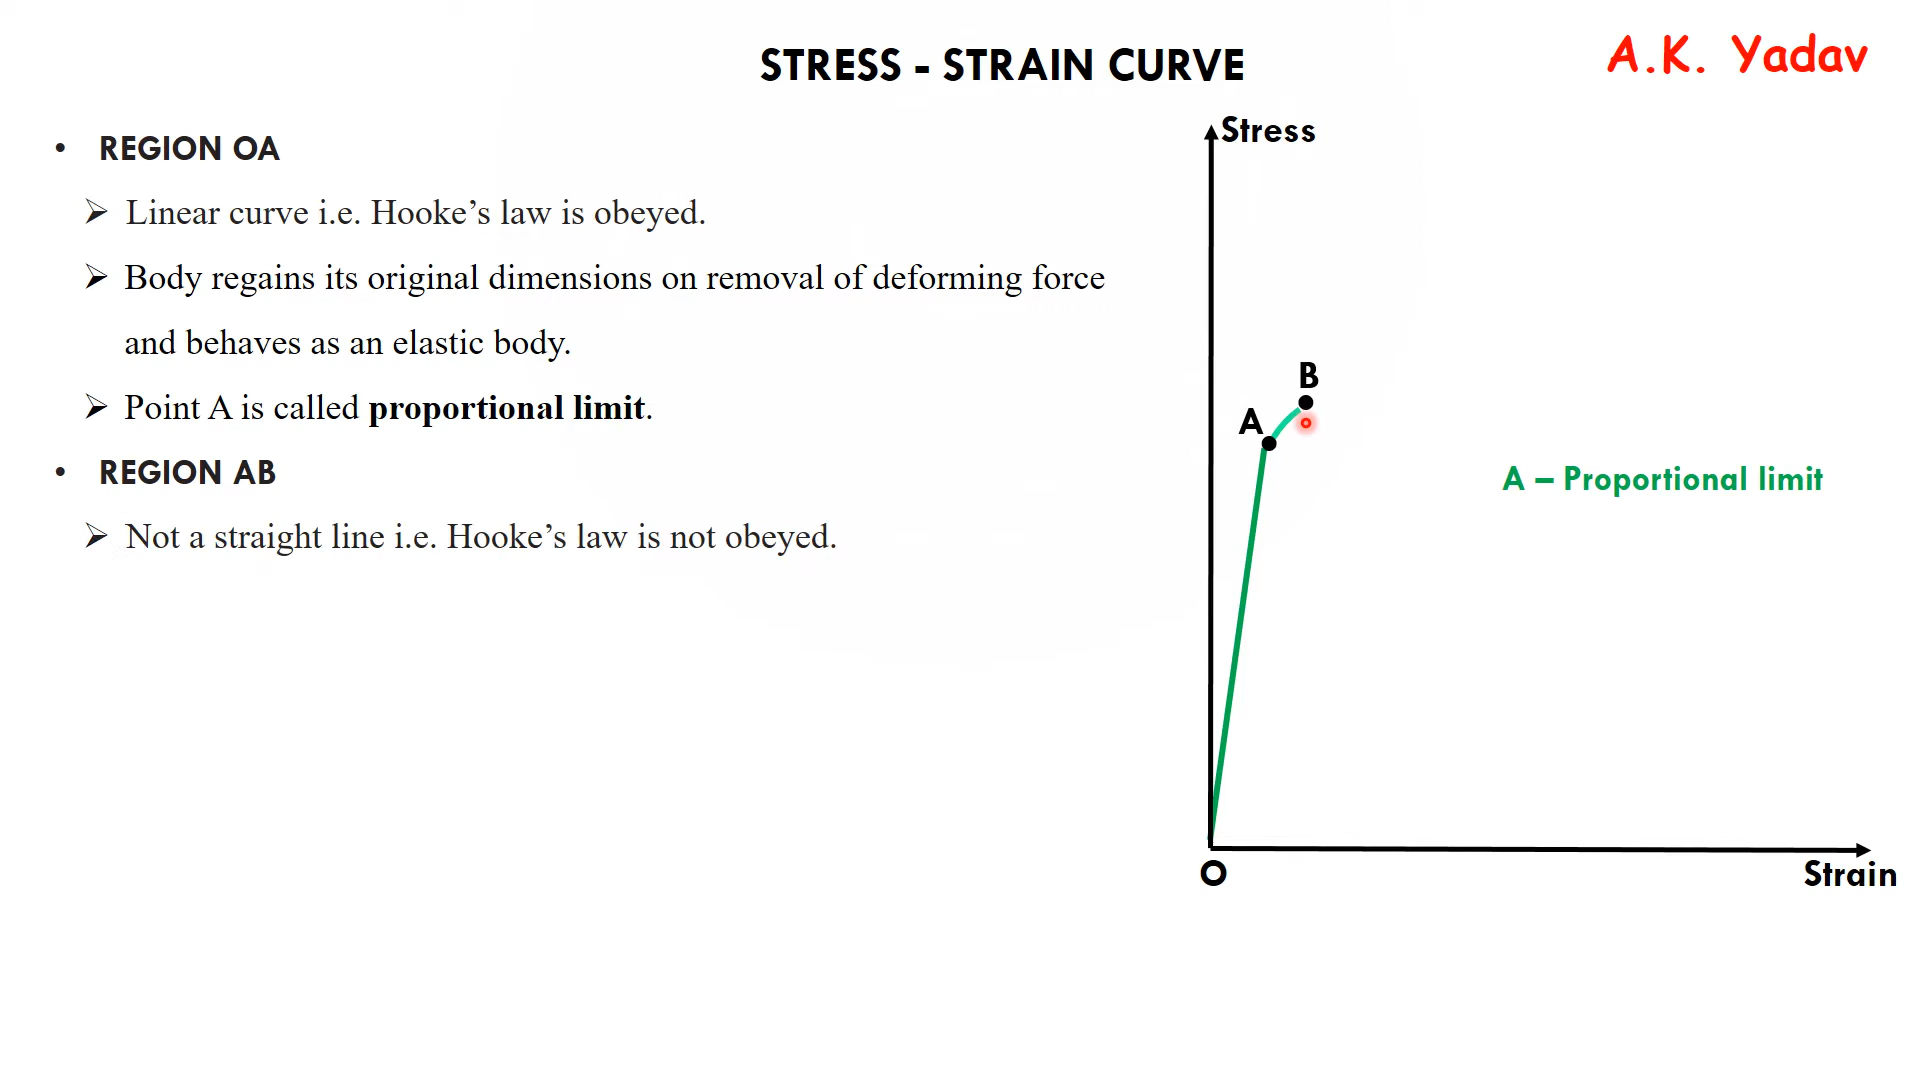 STRESS - STRAIN CURVE
A.K. Yadav
• REGION OA
➢ Linear curve i.e. Hooke’s law is obeyed.
➢ Body regains its original dimensions on removal of deforming force
and behaves as an elastic body.
➢ Point A is called proportional limit.
• REGION AB
➢ Not a straight line i.e. Hooke’s law is not obeyed.
Stress
B
A
A – Proportional limit
O
Strain